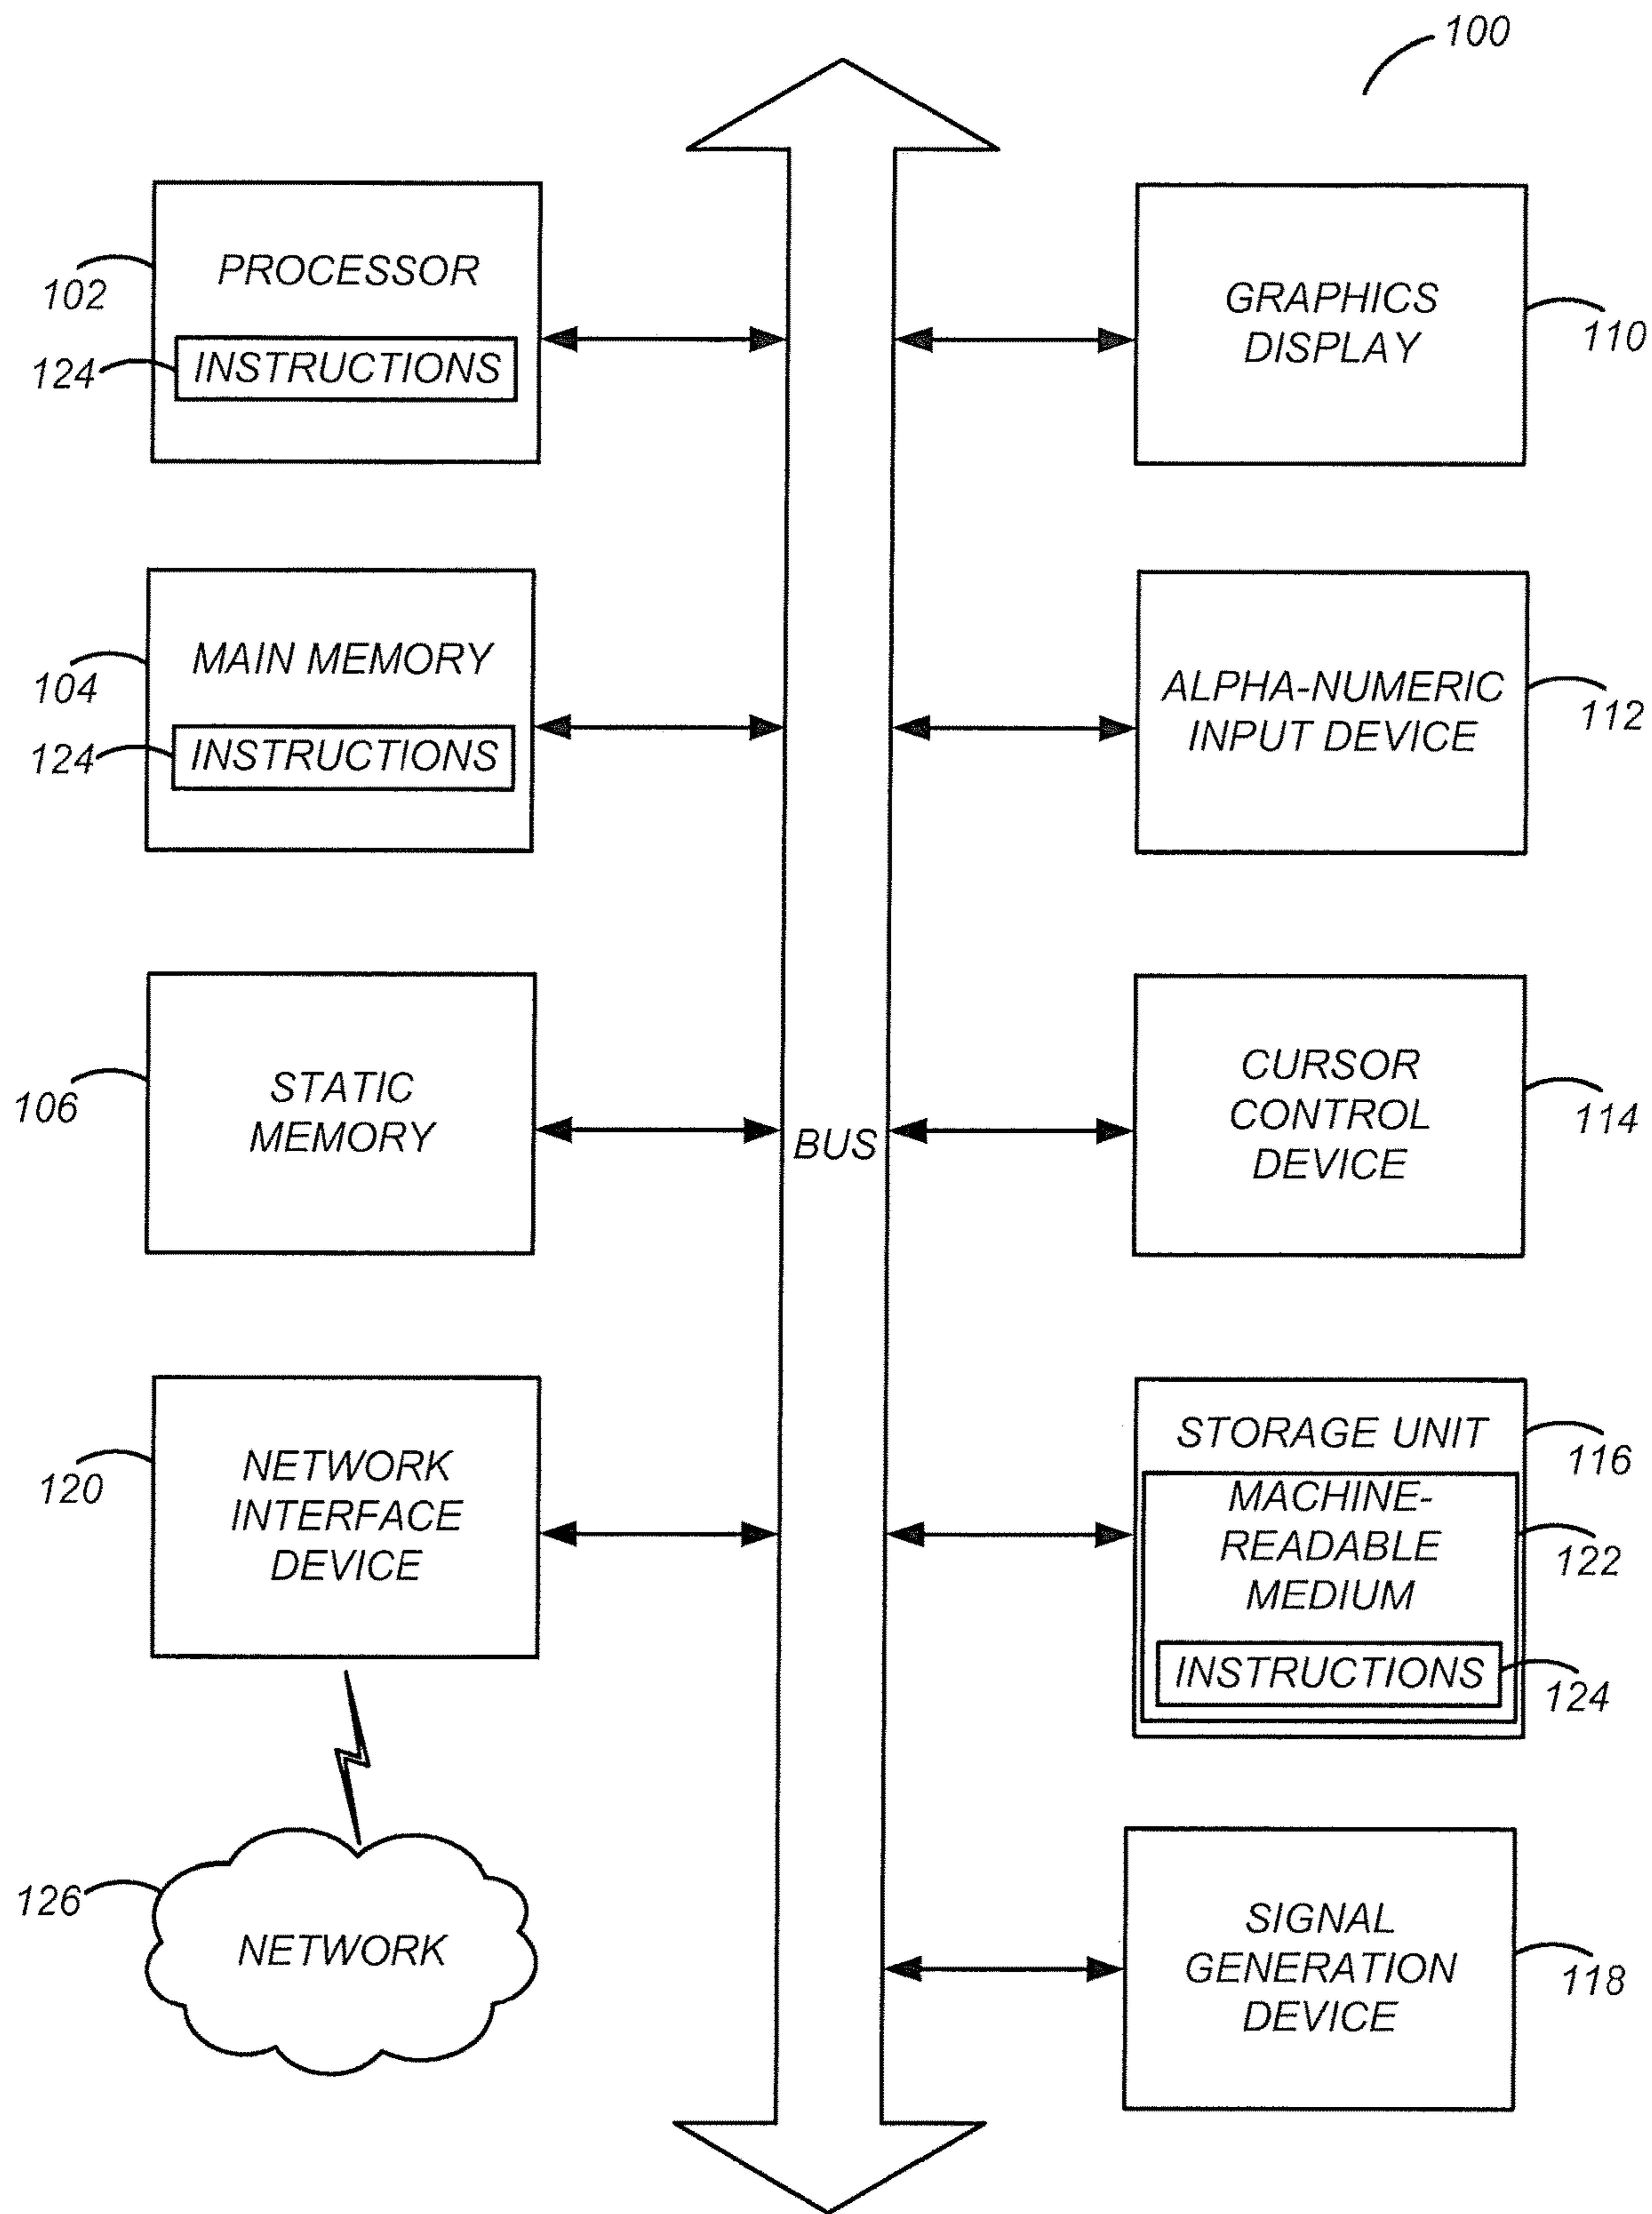 100
PROCESSOR
102
124
INSTRUCTIONS
GRAPHICS
DISPLAY
110
MAIN MEMORY
104
124
INSTRUCTIONS
ALPHA-NUMERIC
INPUT DEVICE
112
STATIC
MEMORY
106
BUS
CURSOR
CONTROL
DEVICE
114
NETWORK
INTERFACE
DEVICE
120
STORAGE UNIT
116
MACHINE-
READABLE
MEDIUM
122
INSTRUCTIONS
124
126
NETWORK
SIGNAL
GENERATION
DEVICE
118